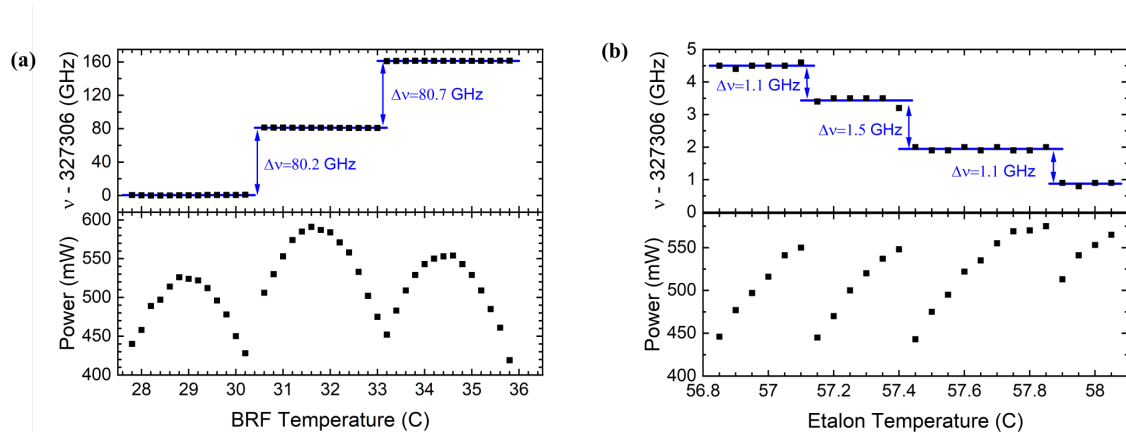 (a)
ν - 327306 (GHz)
160
120
80
40
0
Δν=80.7 GHz
Δν=80.2 GHz
Power (mW)
600
550
500
450
400
28 29 30 31 32 33 34 35 36
BRF Temperature (C)
(b)
ν - 327306 (GHz)
5
4
3
2
1
0
Δν=1.1 GHz
Δν=1.5 GHz
Δν=1.1 GHz
Power (mW)
550
500
450
400
56.8 57 57.2 57.4 57.6 57.8 58
Etalon Temperature (C)